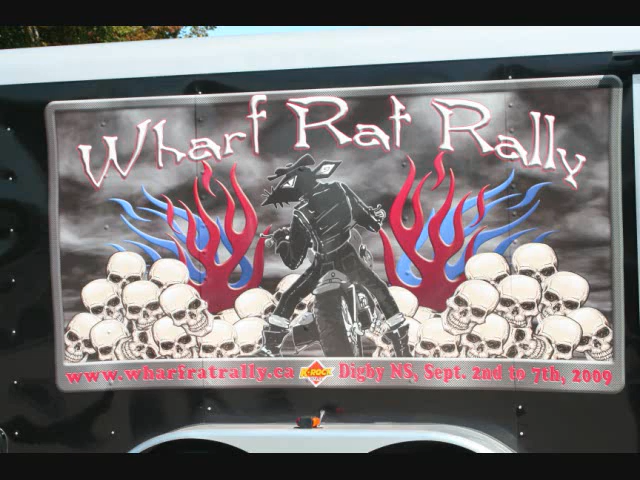 Wharf Rat Rally
www.wharfratrally.ca K-ROCK Digby NS, Sept. 2nd to 7th, 2009